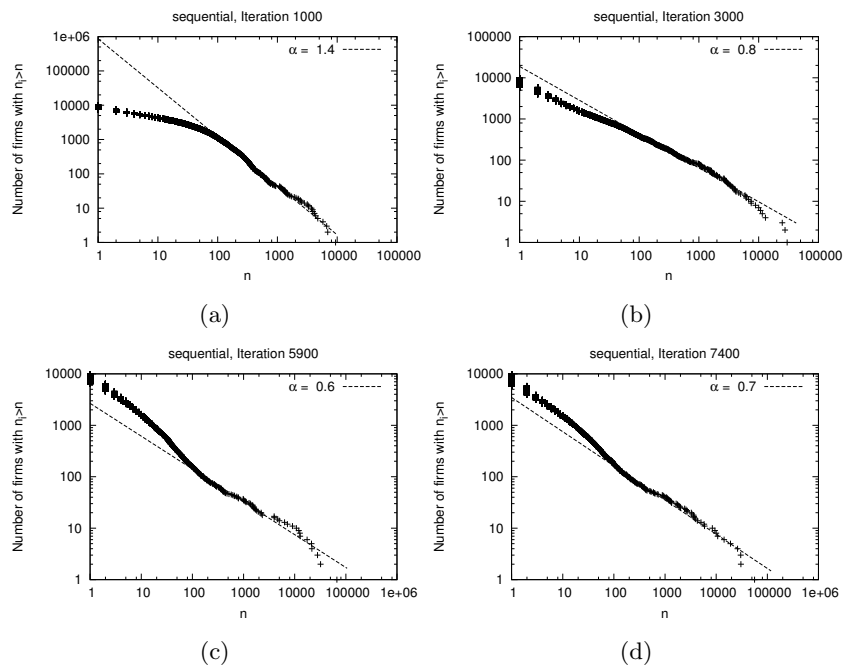 sequential, Iteration 1000
Number of firms with n_i>n
1e+06
100000
10000
1000
100
10
1
α = 1.4
1 10 100 1000 10000 100000
n
(a)
sequential, Iteration 3000
Number of firms with n_i>n
100000
10000
1000
100
10
1
α = 0.8
1 10 100 1000 10000 100000
n
(b)
sequential, Iteration 5900
Number of firms with n_i>n
10000
1000
100
10
1
α = 0.6
1 10 100 1000 10000 100000 1e+06
n
(c)
sequential, Iteration 7400
Number of firms with n_i>n
10000
1000
100
10
1
α = 0.7
1 10 100 1000 10000 100000 1e+06
n
(d)